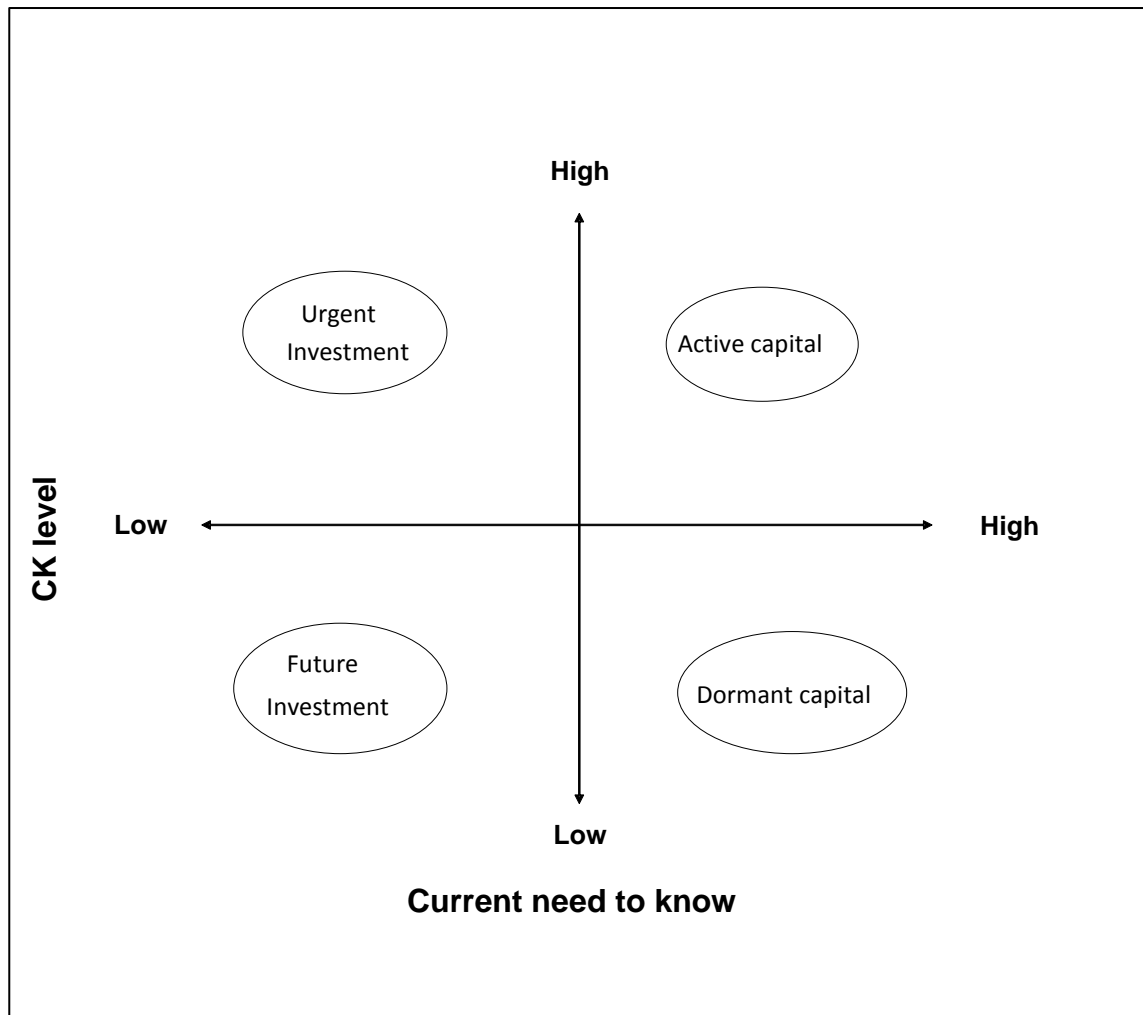 High
Urgent
Investment
Active capital
CK level
Low
High
Future
Investment
Dormant capital
Low
Current need to know